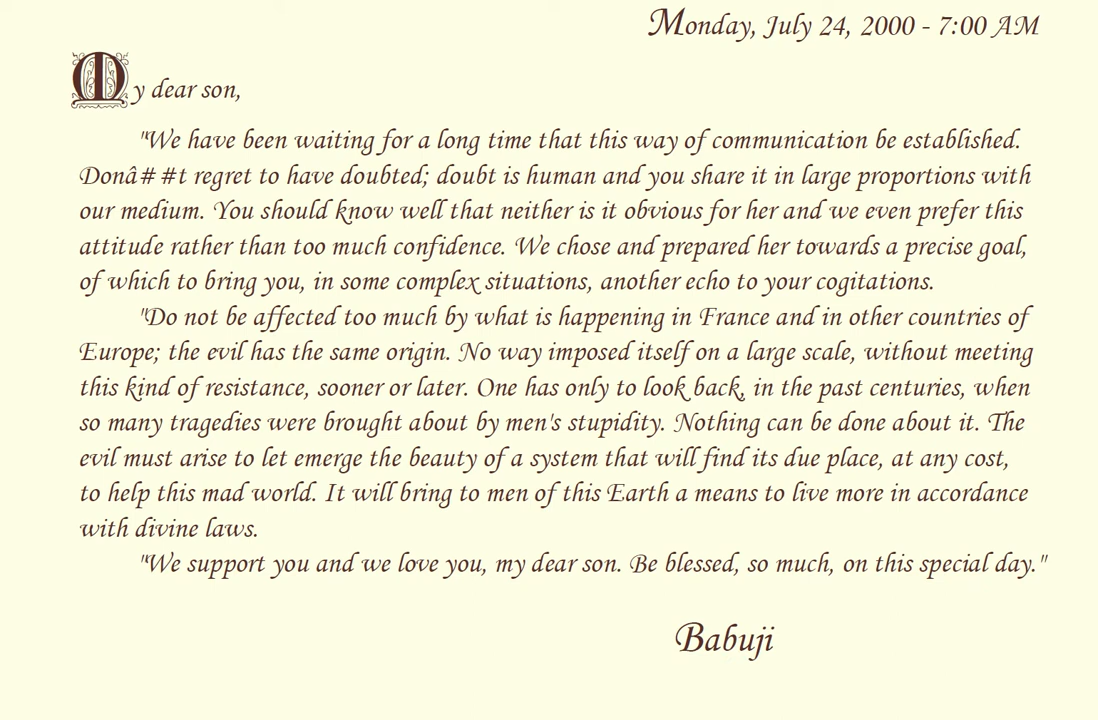 Monday, July 24, 2000 - 7:00 AM
My dear son,
"We have been waiting for a long time that this way of communication be established.
Donâ##t regret to have doubted; doubt is human and you share it in large proportions with
our medium. You should know well that neither is it obvious for her and we even prefer this
attitude rather than too much confidence. We chose and prepared her towards a precise goal,
of which to bring you, in some complex situations, another echo to your cogitations.
"Do not be affected too much by what is happening in France and in other countries of
Europe; the evil has the same origin. No way imposed itself on a large scale, without meeting
this kind of resistance, sooner or later. One has only to look back, in the past centuries, when
so many tragedies were brought about by men's stupidity. Nothing can be done about it. The
evil must arise to let emerge the beauty of a system that will find its due place, at any cost,
to help this mad world. It will bring to men of this Earth a means to live more in accordance
with divine laws.
"We support you and we love you, my dear son. Be blessed, so much, on this special day."
Babuji